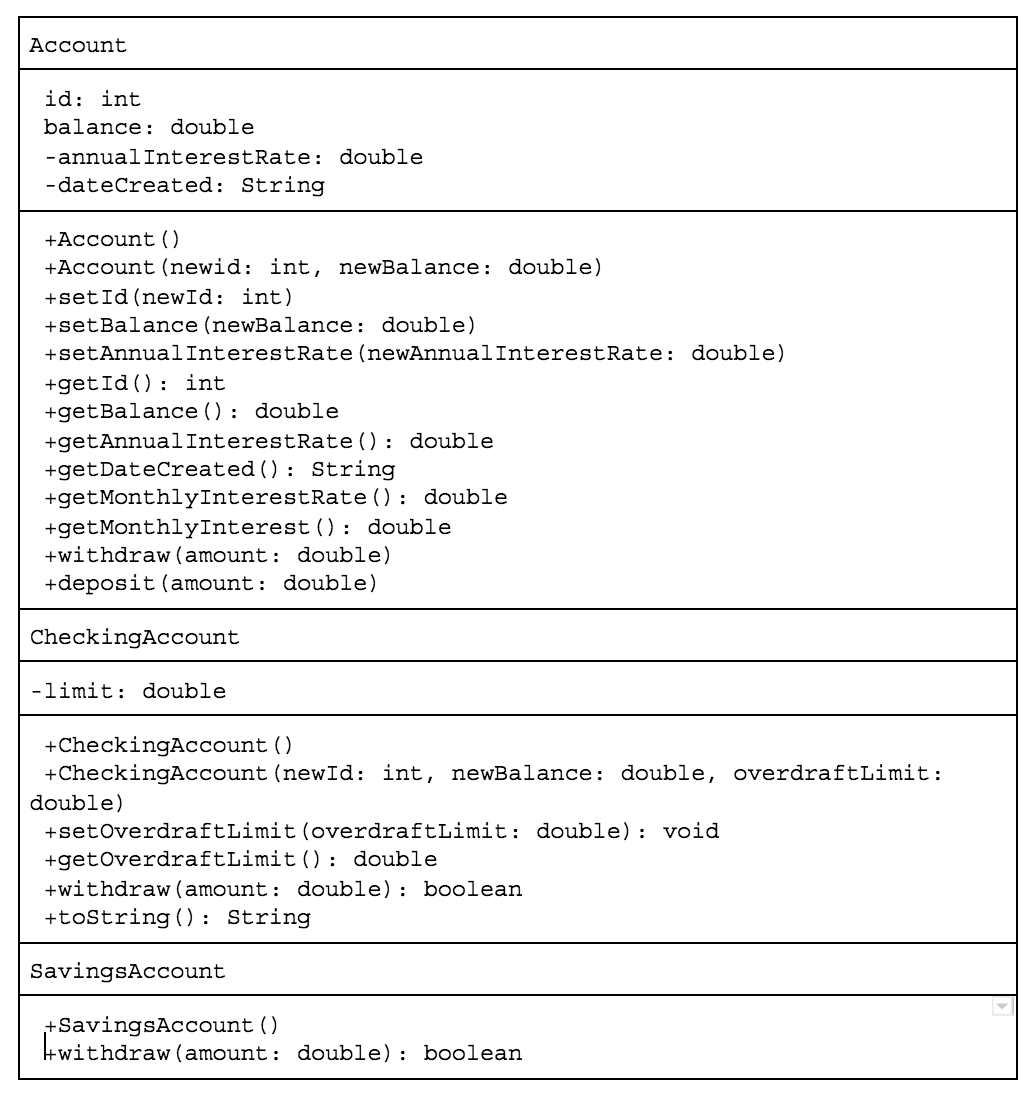 Account
id: int
balance: double
-annualInterestRate: double
-dateCreated: String
+Account()
+Account(newid: int, newBalance: double)
+setId(newId: int)
+setBalance(newBalance: double)
+setAnnualInterestRate(newAnnualInterestRate: double)
+getId(): int
+getBalance(): double
+getAnnualInterestRate(): double
+getDateCreated(): String
+getMonthlyInterestRate(): double
+getMonthlyInterest(): double
+withdraw(amount: double)
+deposit(amount: double)
CheckingAccount
-limit: double
+CheckingAccount()
+CheckingAccount(newId: int, newBalance: double, overdraftLimit:
double)
+setOverdraftLimit(overdraftLimit: double): void
+getOverdraftLimit(): double
+withdraw(amount: double): boolean
+toString(): String
SavingsAccount
+SavingsAccount()
+withdraw(amount: double): boolean